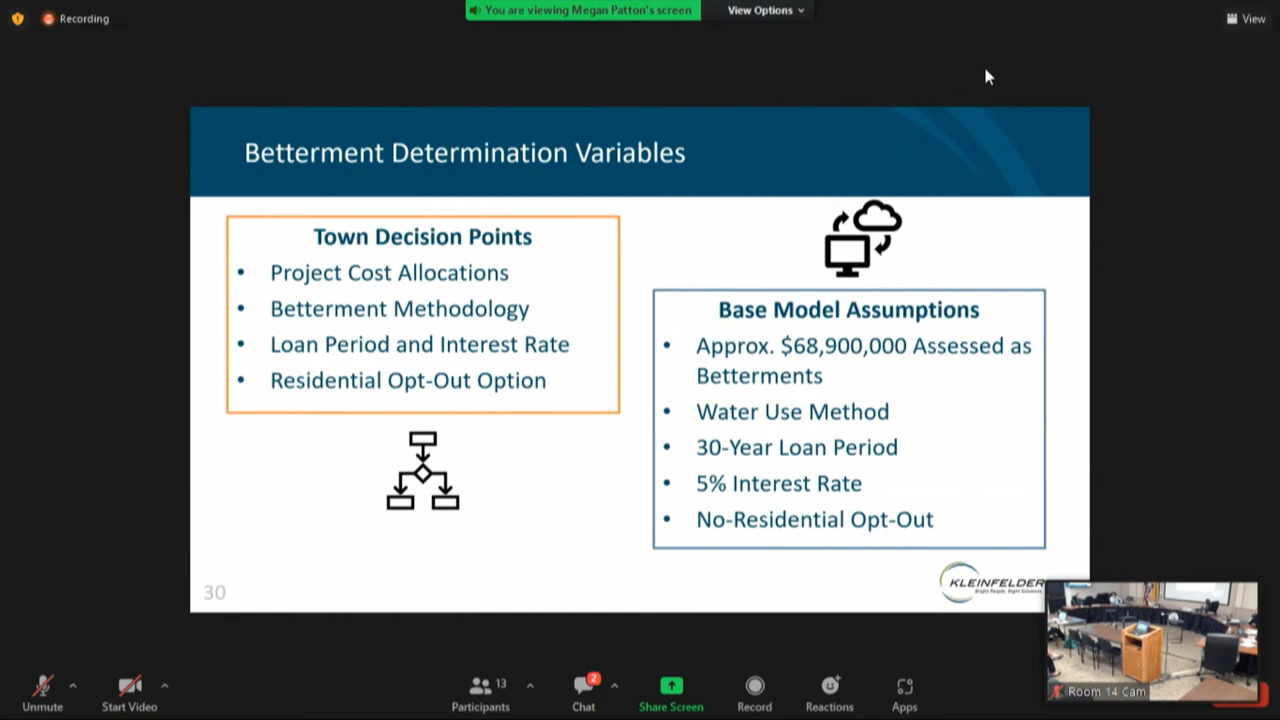 Recording
You are viewing Megan Patton's screen
View Options
View
Betterment Determination Variables
Town Decision Points
• Project Cost Allocations
• Betterment Methodology
• Loan Period and Interest Rate
• Residential Opt-Out Option
Base Model Assumptions
• Approx. $68,900,000 Assessed as
Betterments
• Water Use Method
• 30-Year Loan Period
• 5% Interest Rate
• No-Residential Opt-Out
30
KLEINFELDER
Bright People. Right Solutions.
Room 14 Cam
Unmute
Start Video
13
Participants
2
Chat
Share Screen
Record
Reactions
Apps